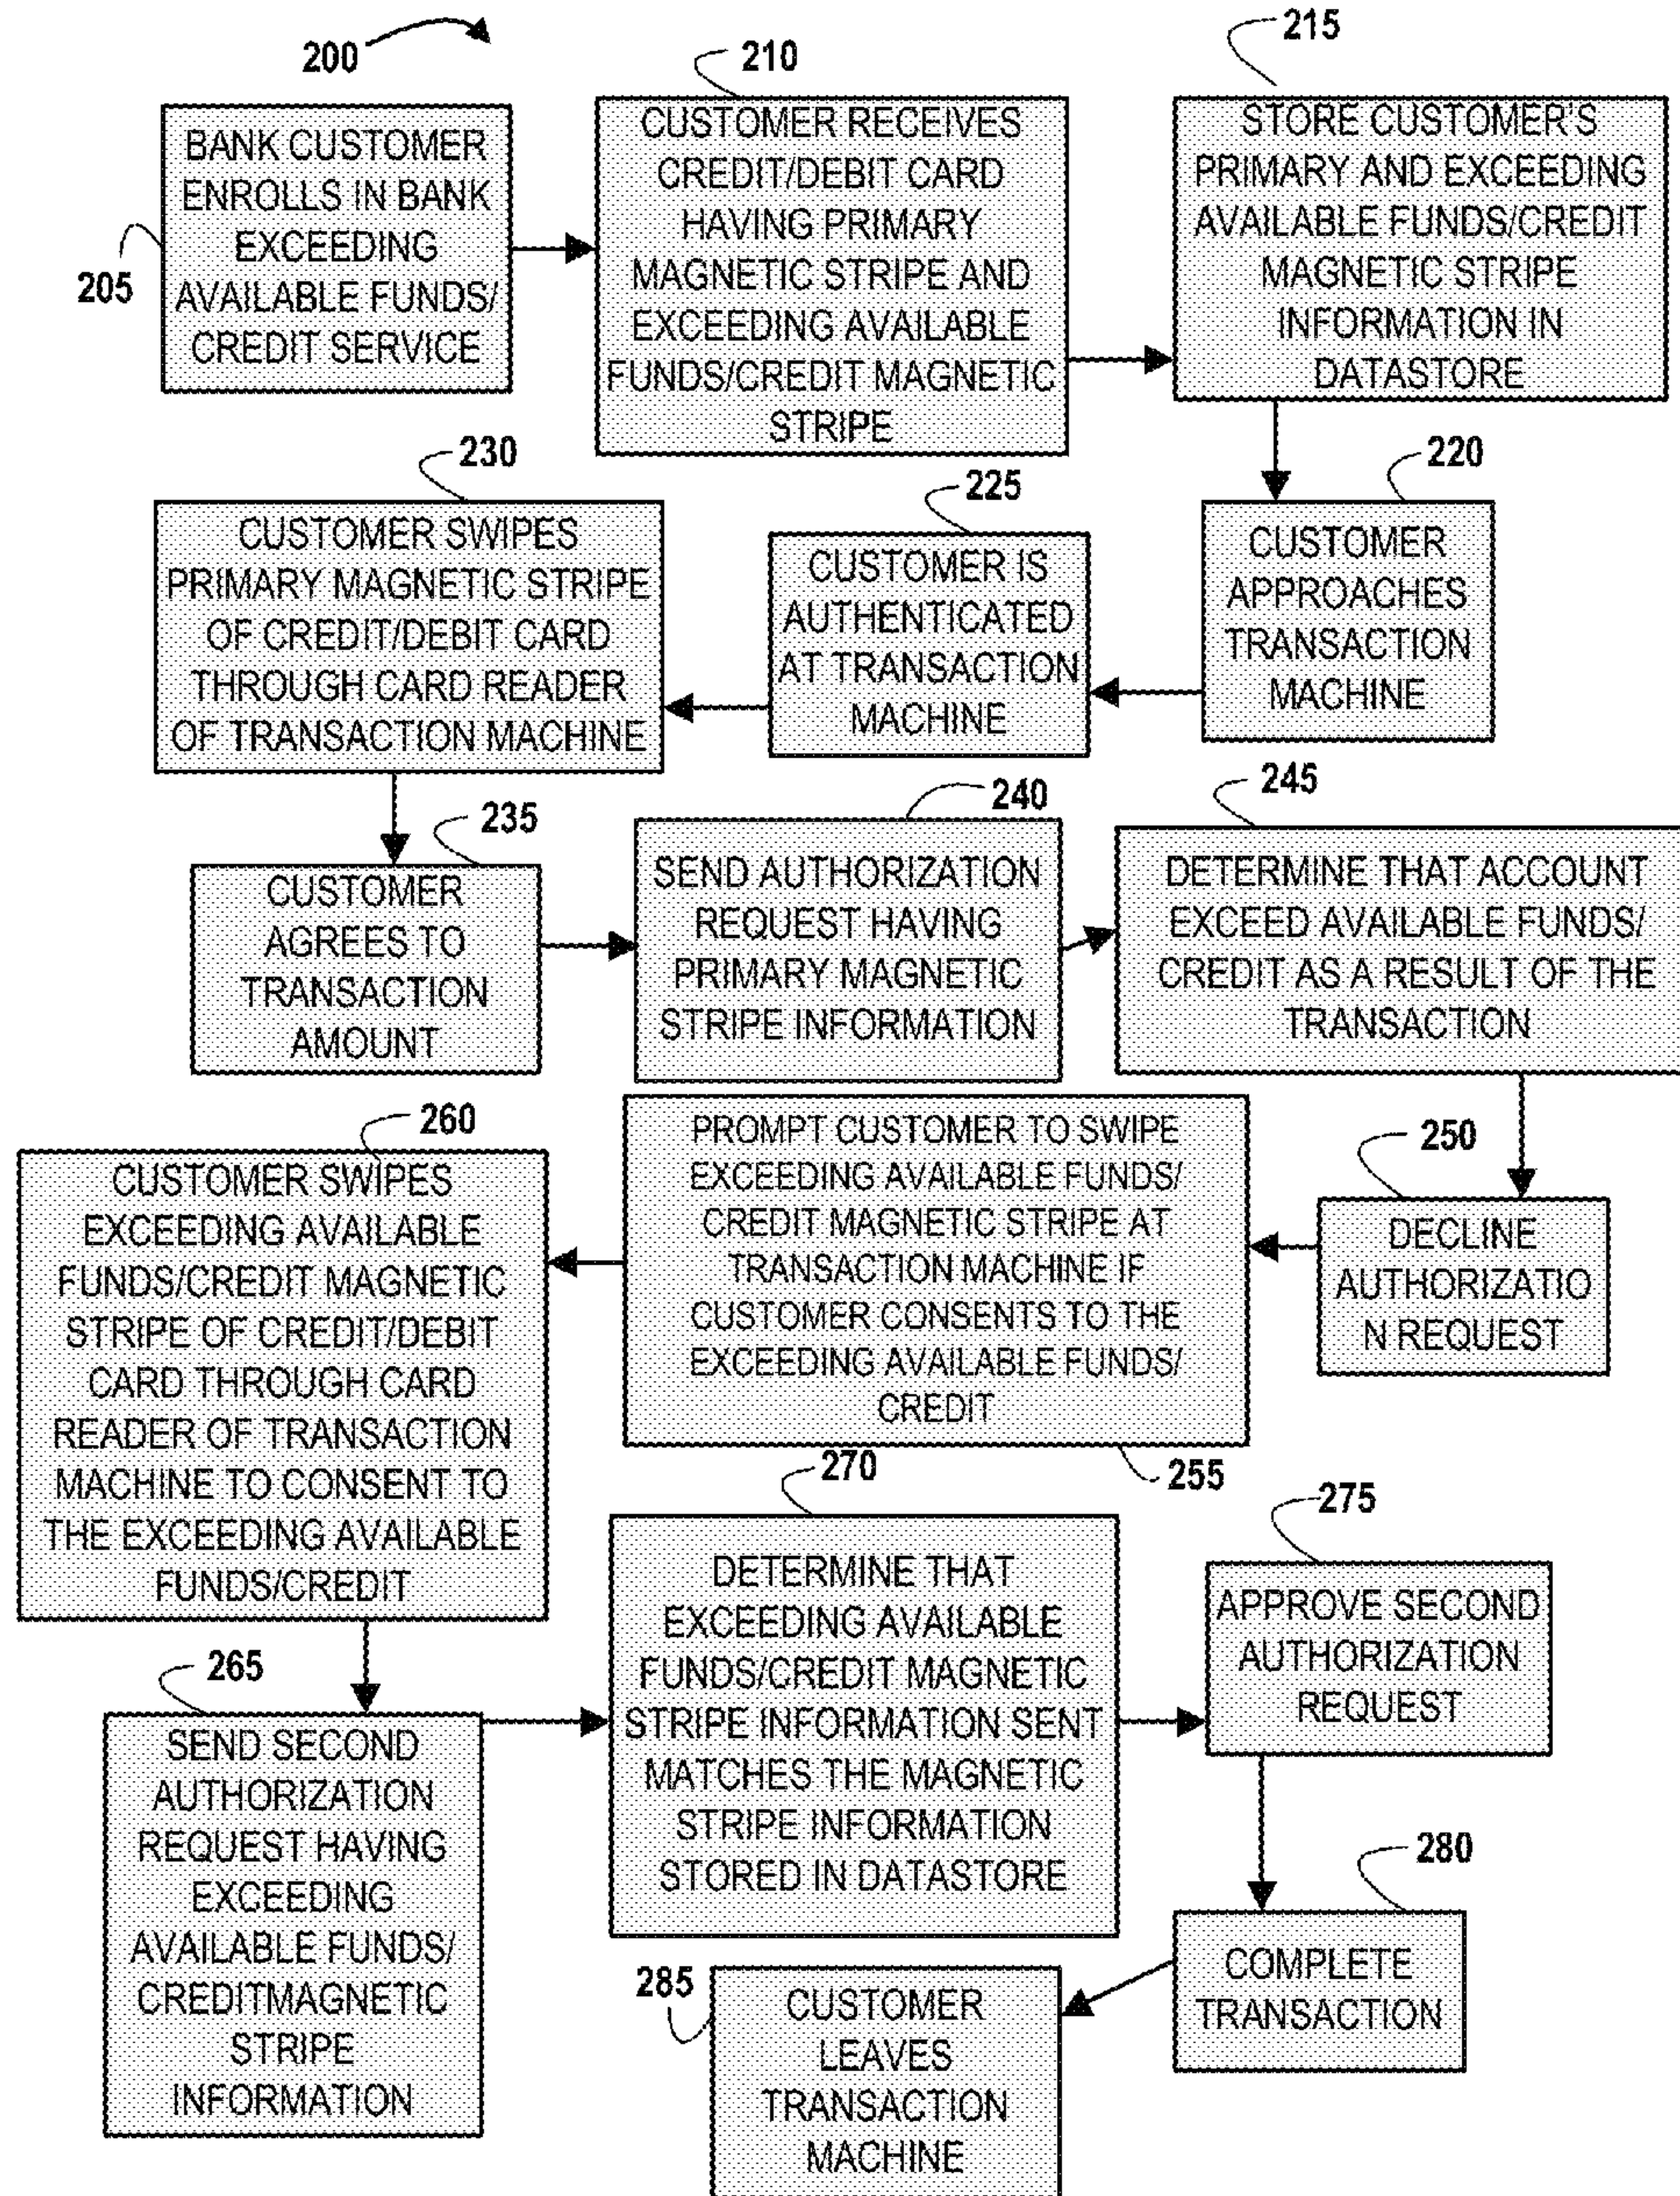 200
205
BANK CUSTOMER
ENROLLS IN BANK
EXCEEDING
AVAILABLE FUNDS/
CREDIT SERVICE
210
CUSTOMER RECEIVES
CREDIT/DEBIT CARD
HAVING PRIMARY
MAGNETIC STRIPE AND
EXCEEDING AVAILABLE
FUNDS/CREDIT MAGNETIC
STRIPE
215
STORE CUSTOMER'S
PRIMARY AND EXCEEDING
AVAILABLE FUNDS/CREDIT
MAGNETIC STRIPE
INFORMATION IN
DATASTORE
220
CUSTOMER
APPROACHES
TRANSACTION
MACHINE
225
CUSTOMER IS
AUTHENTICATED
AT TRANSACTION
MACHINE
230
CUSTOMER SWIPES
PRIMARY MAGNETIC STRIPE
OF CREDIT/DEBIT CARD
THROUGH CARD READER
OF TRANSACTION MACHINE
235
CUSTOMER
AGREES TO
TRANSACTION
AMOUNT
240
SEND AUTHORIZATION
REQUEST HAVING
PRIMARY MAGNETIC
STRIPE INFORMATION
245
DETERMINE THAT ACCOUNT
EXCEED AVAILABLE FUNDS/
CREDIT AS A RESULT OF THE
TRANSACTION
250
DECLINE
AUTHORIZATIO
N REQUEST
255
PROMPT CUSTOMER TO SWIPE
EXCEEDING AVAILABLE FUNDS/
CREDIT MAGNETIC STRIPE AT
TRANSACTION MACHINE IF
CUSTOMER CONSENTS TO THE
EXCEEDING AVAILABLE FUNDS/
CREDIT
260
CUSTOMER SWIPES
EXCEEDING AVAILABLE
FUNDS/CREDIT MAGNETIC
STRIPE OF CREDIT/DEBIT
CARD THROUGH CARD
READER OF TRANSACTION
MACHINE TO CONSENT TO
THE EXCEEDING AVAILABLE
FUNDS/CREDIT
265
SEND SECOND
AUTHORIZATION
REQUEST HAVING
EXCEEDING
AVAILABLE FUNDS/
CREDITMAGNETIC
STRIPE
INFORMATION
270
DETERMINE THAT
EXCEEDING AVAILABLE
FUNDS/CREDIT MAGNETIC
STRIPE INFORMATION SENT
MATCHES THE MAGNETIC
STRIPE INFORMATION
STORED IN DATASTORE
275
APPROVE SECOND
AUTHORIZATION
REQUEST
280
COMPLETE
TRANSACTION
285
CUSTOMER
LEAVES
TRANSACTION
MACHINE